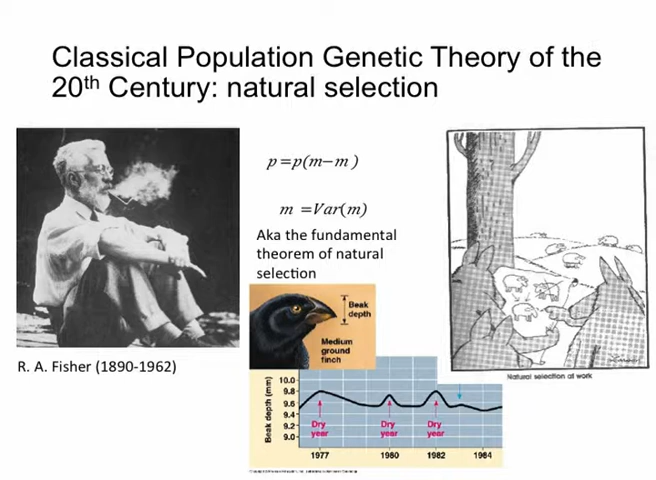 Classical Population Genetic Theory of the
20th Century: natural selection
p=p(m–m )
m =Var(m)
Aka the fundamental
theorem of natural
selection
R. A. Fisher (1890-1962)
Beak
depth
Medium
ground
finch
Beak depth (mm)
10.0
9.8
9.6
9.4
9.2
9.0
Dry
year
Dry
year
Dry
year
1977
1980
1982
1984
Natural selection at work